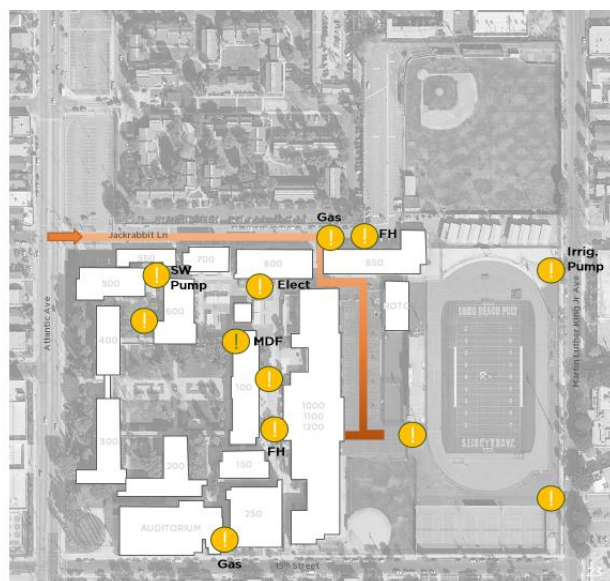 Gas
FH
Jackrabbit Ln
550
700
800
850
Irrig.
Pump
SW
Pump
500
600
Elect
ROTC
LONG BEACH POLY
Atlantic Ave
Martin Luther King Jr Ave
400
MDF
100
1000
1100
1200
300
FH
200
150
JACKRABBITS
250
AUDITORIUM
Gas
15th Street
!
!
!
!
!
!
!
!
!
!
!
!